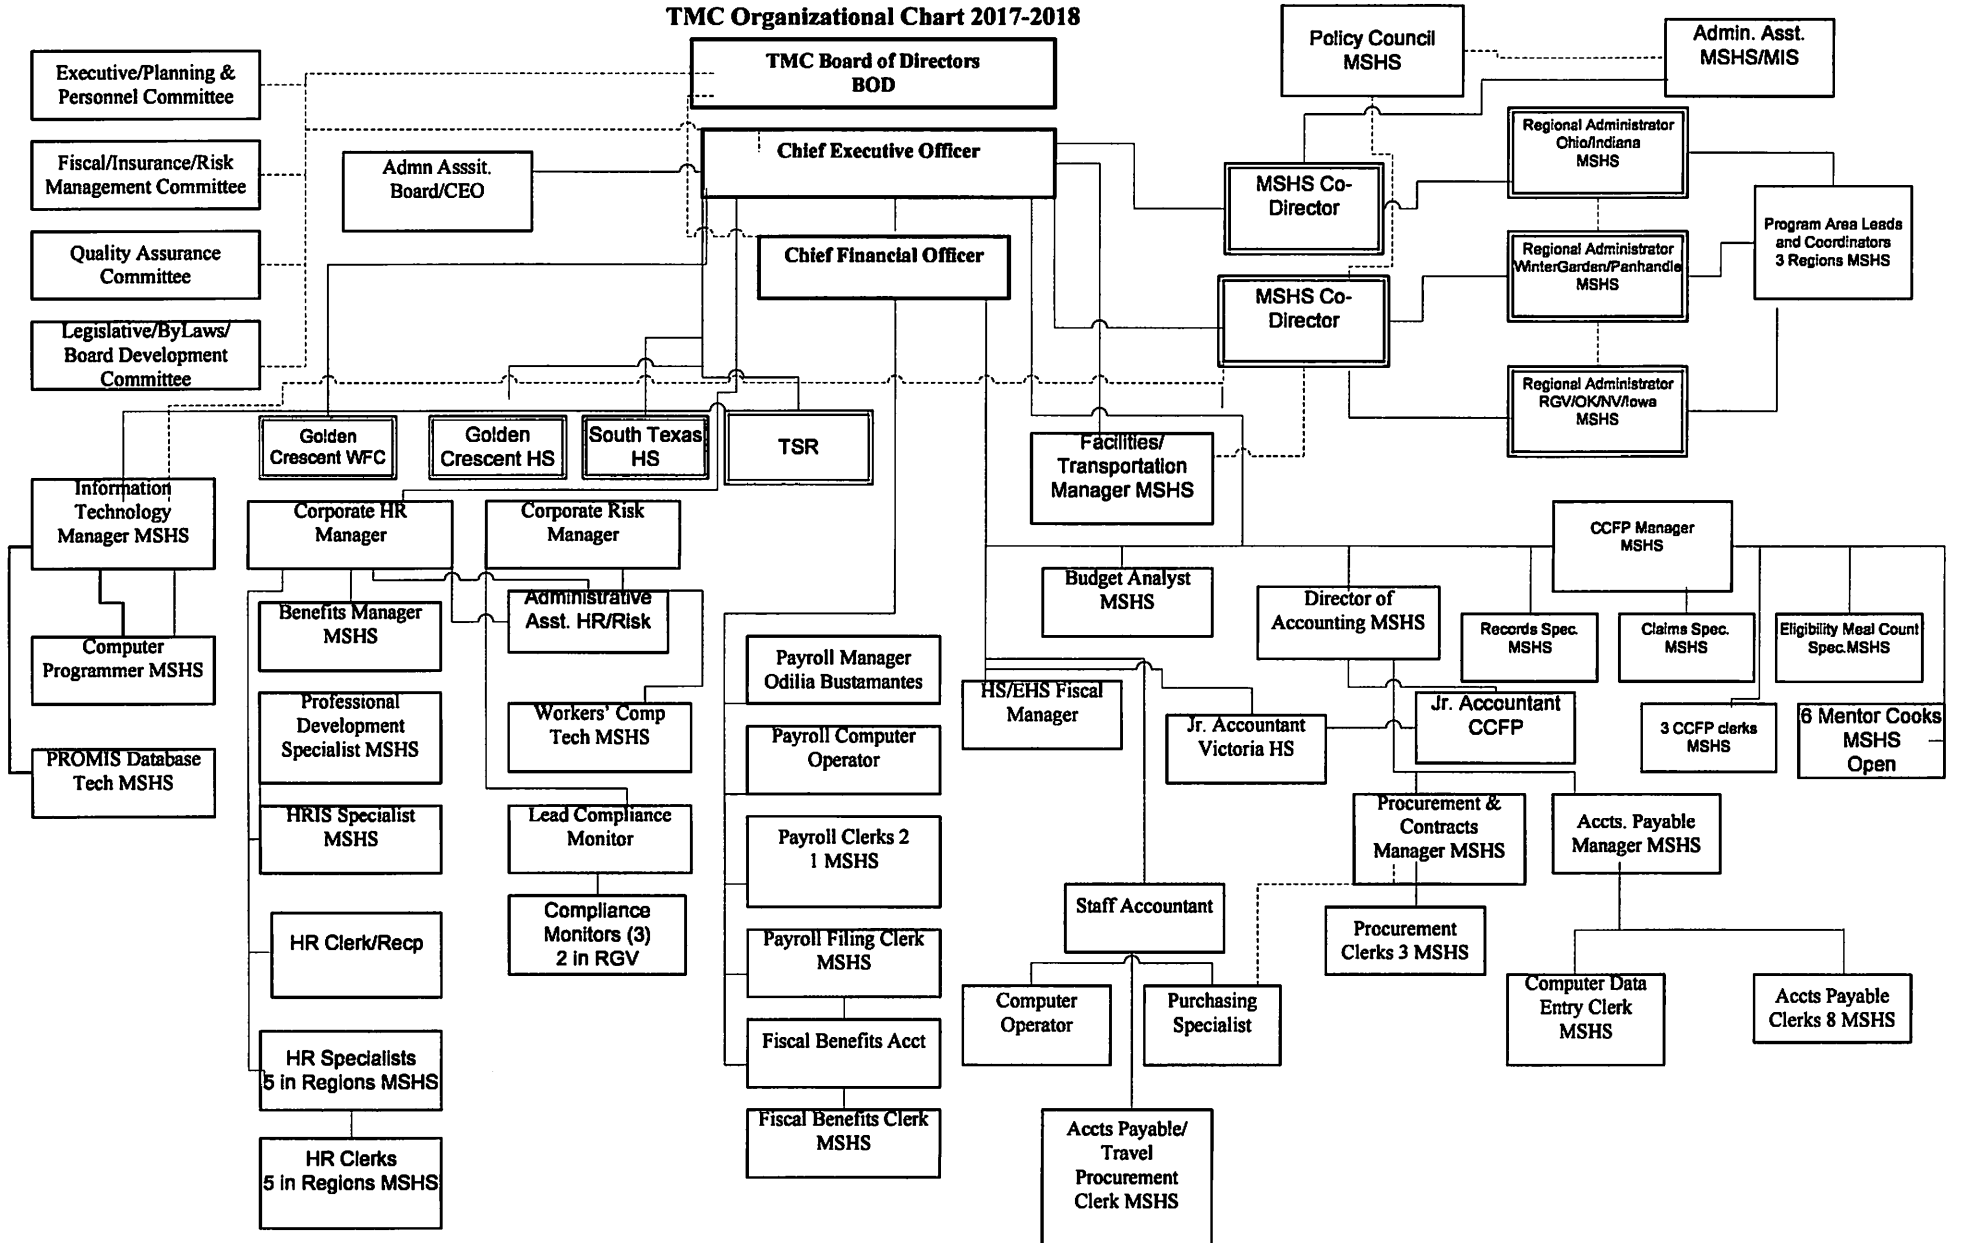 TMC Organizational Chart 2017-2018
TMC Board of Directors
BOD
Policy Council
MSHS
Admin. Asst.
MSHS/MIS
Executive/Planning &
Personnel Committee
Chief Executive Officer
Regional Administrator
Ohio/Indiana
MSHS
Fiscal/Insurance/Risk
Management Committee
Admn Asssit.
Board/CEO
MSHS Co-
Director
Program Area Leads
and Coordinators
3 Regions MSHS
Quality Assurance
Committee
Chief Financial Officer
Regional Administrator
WinterGarden/Panhandle
MSHS
MSHS Co-
Director
Legislative/ByLaws/
Board Development
Committee
Regional Administrator
RGV/OK/NV/Iowa
MSHS
Golden
Crescent WFC
Golden
Crescent HS
South Texas
HS
TSR
Facilities/
Transportation
Manager MSHS
Information
Technology
Manager MSHS
Corporate HR
Manager
Corporate Risk
Manager
CCFP Manager
MSHS
Budget Analyst
MSHS
Director of
Accounting MSHS
Records Spec.
MSHS
Claims Spec.
MSHS
Eligibility Meal Count
Spec.MSHS
Benefits Manager
MSHS
Administrative
Asst. HR/Risk
Computer
Programmer MSHS
Payroll Manager
Odilia Bustamantes
HS/EHS Fiscal
Manager
Jr. Accountant
Victoria HS
Jr. Accountant
CCFP
3 CCFP clerks
MSHS
6 Mentor Cooks
MSHS
Open
Professional
Development
Specialist MSHS
Workers' Comp
Tech MSHS
Payroll Computer
Operator
PROMIS Database
Tech MSHS
HRIS Specialist
MSHS
Lead Compliance
Monitor
Payroll Clerks 2
1 MSHS
Procurement &
Contracts
Manager MSHS
Accts. Payable
Manager MSHS
Staff Accountant
HR Clerk/Recp
Compliance
Monitors (3)
2 in RGV
Payroll Filing Clerk
MSHS
Procurement
Clerks 3 MSHS
Computer
Operator
Purchasing
Specialist
Computer Data
Entry Clerk
MSHS
Accts Payable
Clerks 8 MSHS
HR Specialists
5 in Regions MSHS
Fiscal Benefits Acct
Fiscal Benefits Clerk
MSHS
Accts Payable/
Travel
Procurement
Clerk MSHS
HR Clerks
5 in Regions MSHS